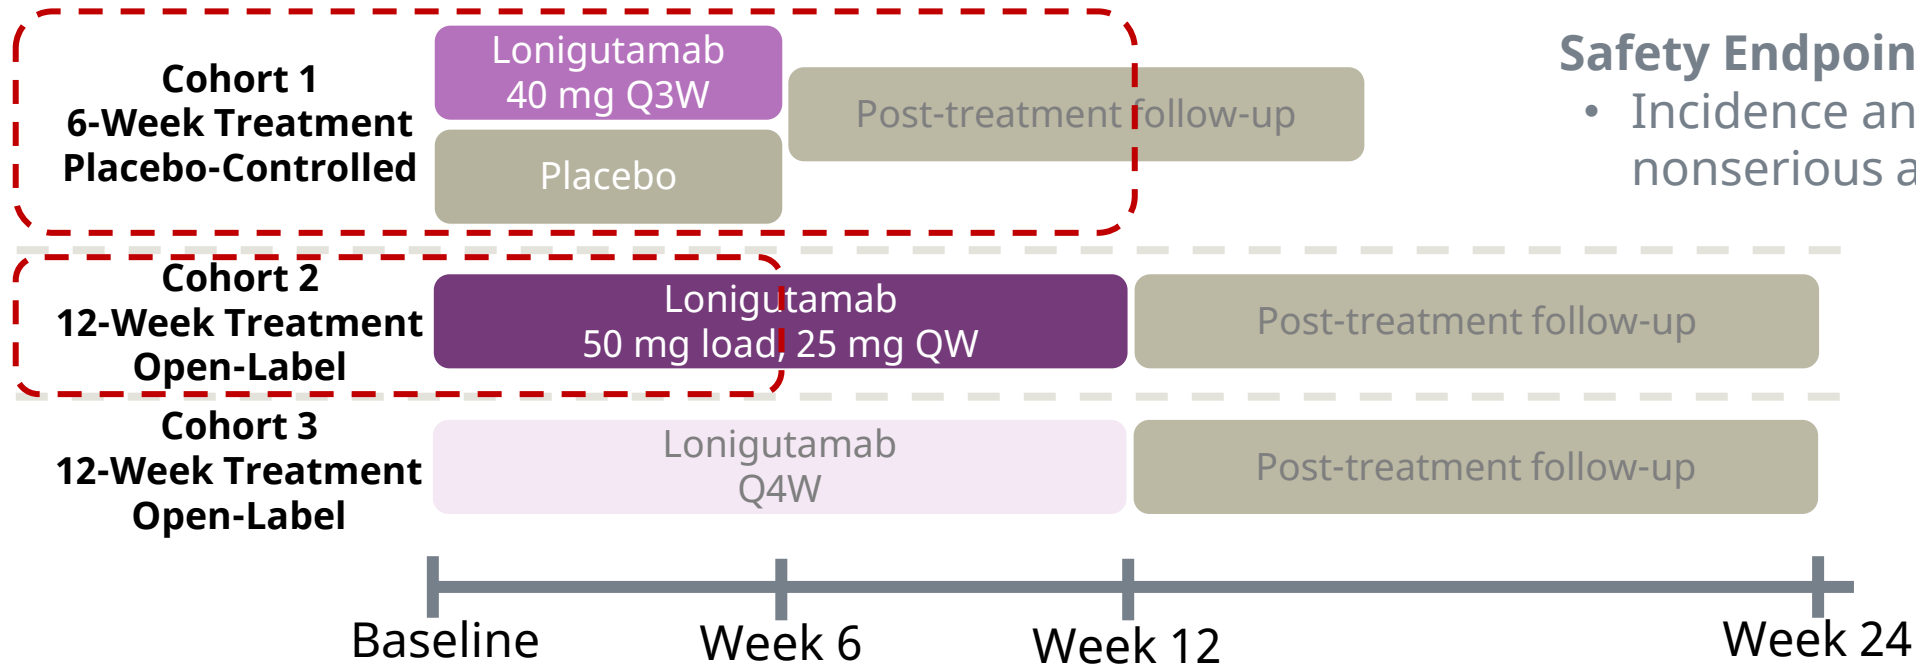 Cohort 1
6-Week Treatment
Placebo-Controlled
Lonigutamab
40 mg Q3W
Placebo
Post-treatment follow-up
Safety Endpoin
• Incidence an
nonserious a
Cohort 2
12-Week Treatment
Open-Label
Lonigutamab
50 mg load, 25 mg QW
Post-treatment follow-up
Cohort 3
12-Week Treatment
Open-Label
Lonigutamab
Q4W
Post-treatment follow-up
Baseline
Week 6
Week 12
Week 24